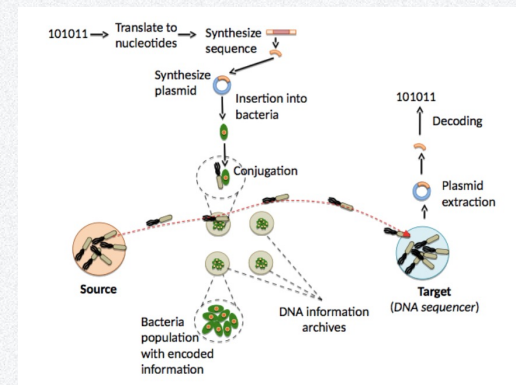 101011
Translate to
nucleotides
Synthesize
sequence
Synthesize
plasmid
Insertion into
bacteria
Conjugation
101011
Decoding
Plasmid
extraction
Source
Target
(DNA sequencer)
DNA information
archives
Bacteria
population
with encoded
information